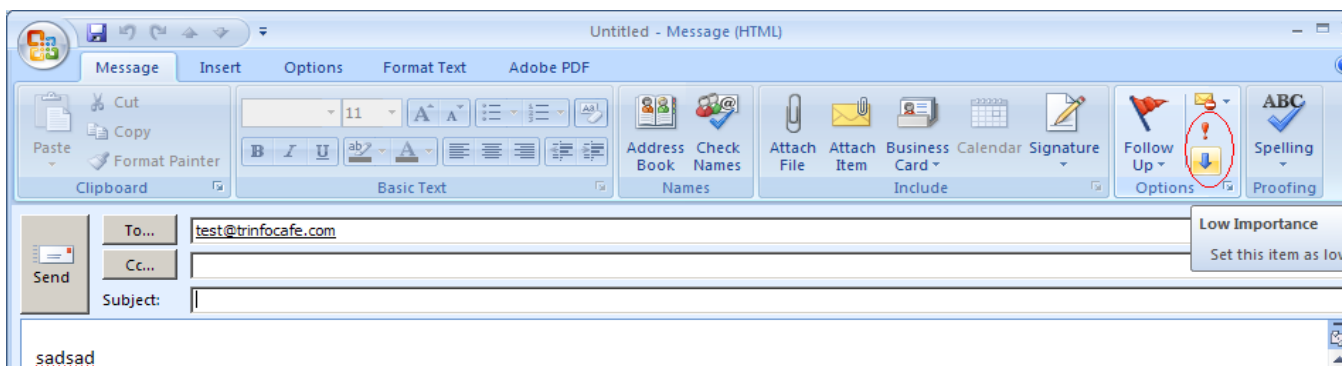 Untitled - Message (HTML)
Message Insert Options Format Text Adobe PDF
Paste
Cut
Copy
Format Painter
Clipboard
11
B I U
Basic Text
Address Book
Check Names
Names
Attach File
Attach Item
Business Card
Calendar
Signature
Include
Follow Up
Options
ABC
Spelling
Proofing
Low Importance
Set this item as lo
Send
To...
test@trinfocafe.com
Cc...
Subject:
sadsad